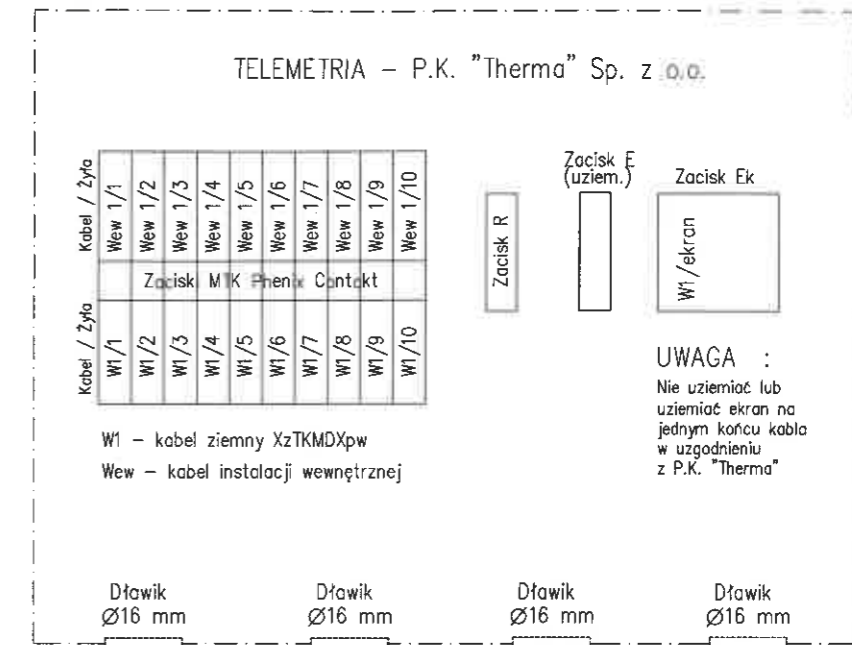 TELEMETRIA – P.K. "Therma" Sp. z o.o.
Kabel / Żyła
Wew 1/1
Wew 1/2
Wew 1/3
Wew 1/4
Wew 1/5
Wew 1/6
Wew 1/7
Wew 1/8
Wew 1/9
Wew 1/10
Zaciski MTK Phenix Contakt
Kabel / Żyła
W1/1
W1/2
W1/3
W1/4
W1/5
W1/6
W1/7
W1/8
W1/9
W1/10
Zacisk R
Zacisk E
(uziem.)
Zacisk Ek
W1/ekran
UWAGA :
Nie uziemiać lub
uziemiać ekran na
jednym końcu kabla
w uzgodnieniu
z P.K. "Therma"
W1 – kabel ziemny XzTKMDXpw
Wew – kabel instalacji wewnętrznej
Dławik
Ø16 mm
Dławik
Ø16 mm
Dławik
Ø16 mm
Dławik
Ø16 mm